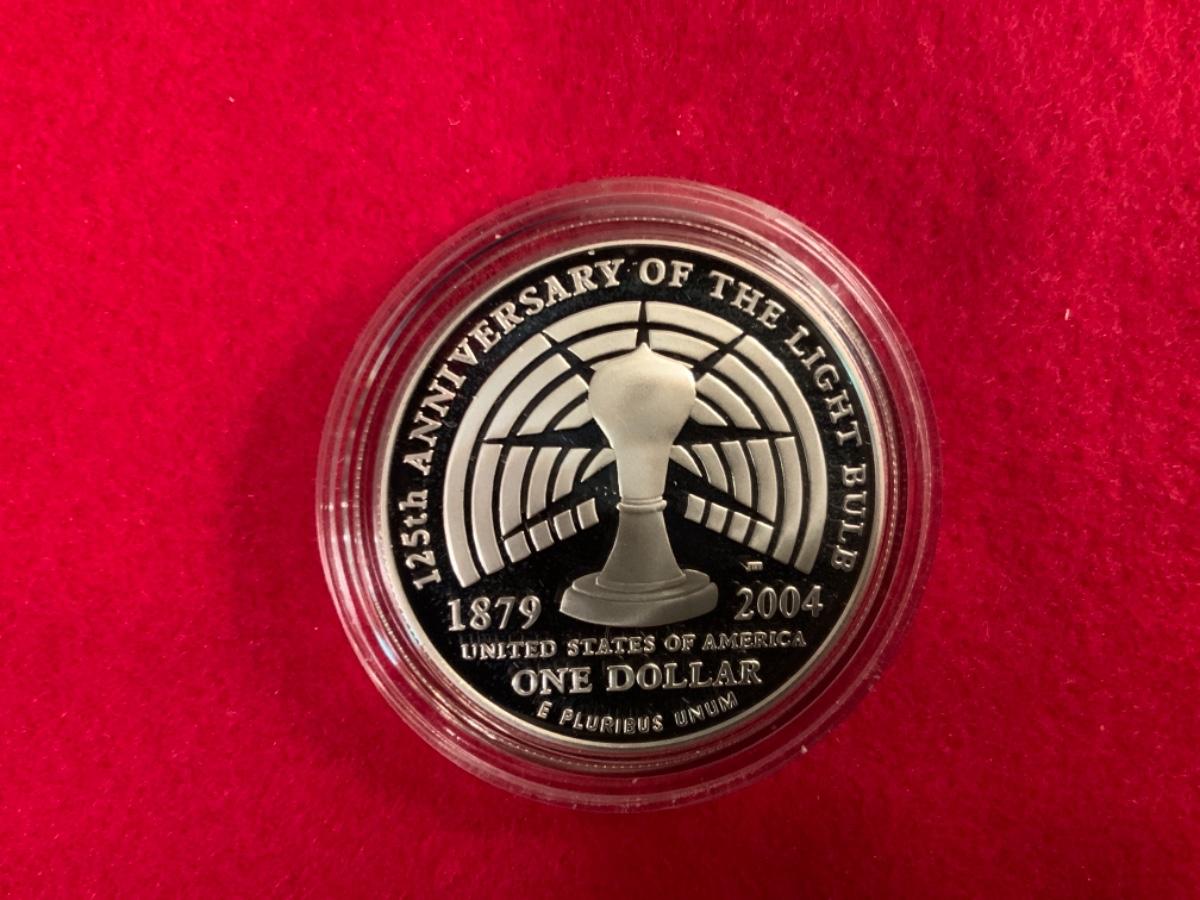 125th ANNIVERSARY OF THE LIGHT BULB
1879 2004
UNITED STATES OF AMERICA
ONE DOLLAR
E PLURIBUS UNUM